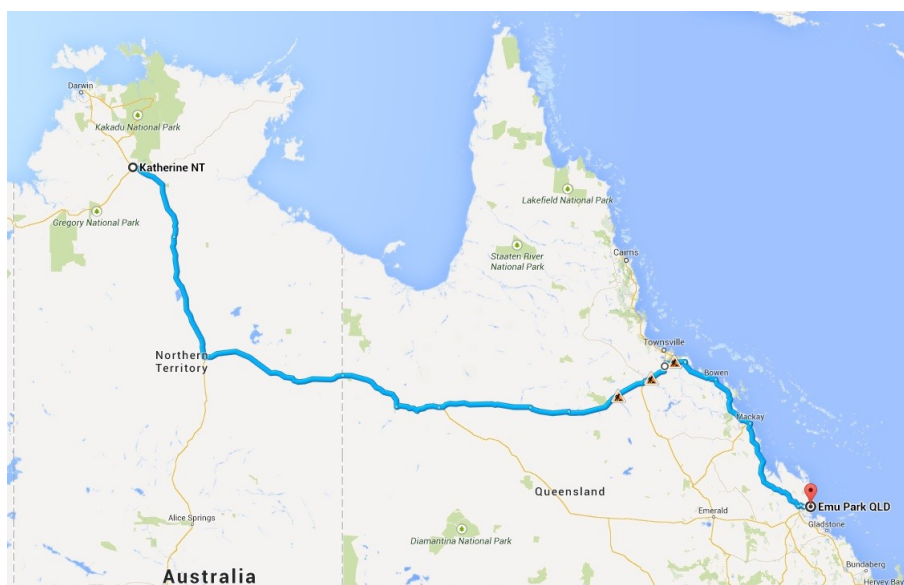 Darwin
Kakadu National Park
Katherine NT
Lakefield National Park
Gregory National Park
Staaten River
National Park
Cairns
Townsville
Northern
Territory
Bowen
Mackay
Queensland
Emu Park QLD
Emerald
Alice Springs
Gladstone
Diamantina National Park
Bundaberg
Australia
Hervey Bay